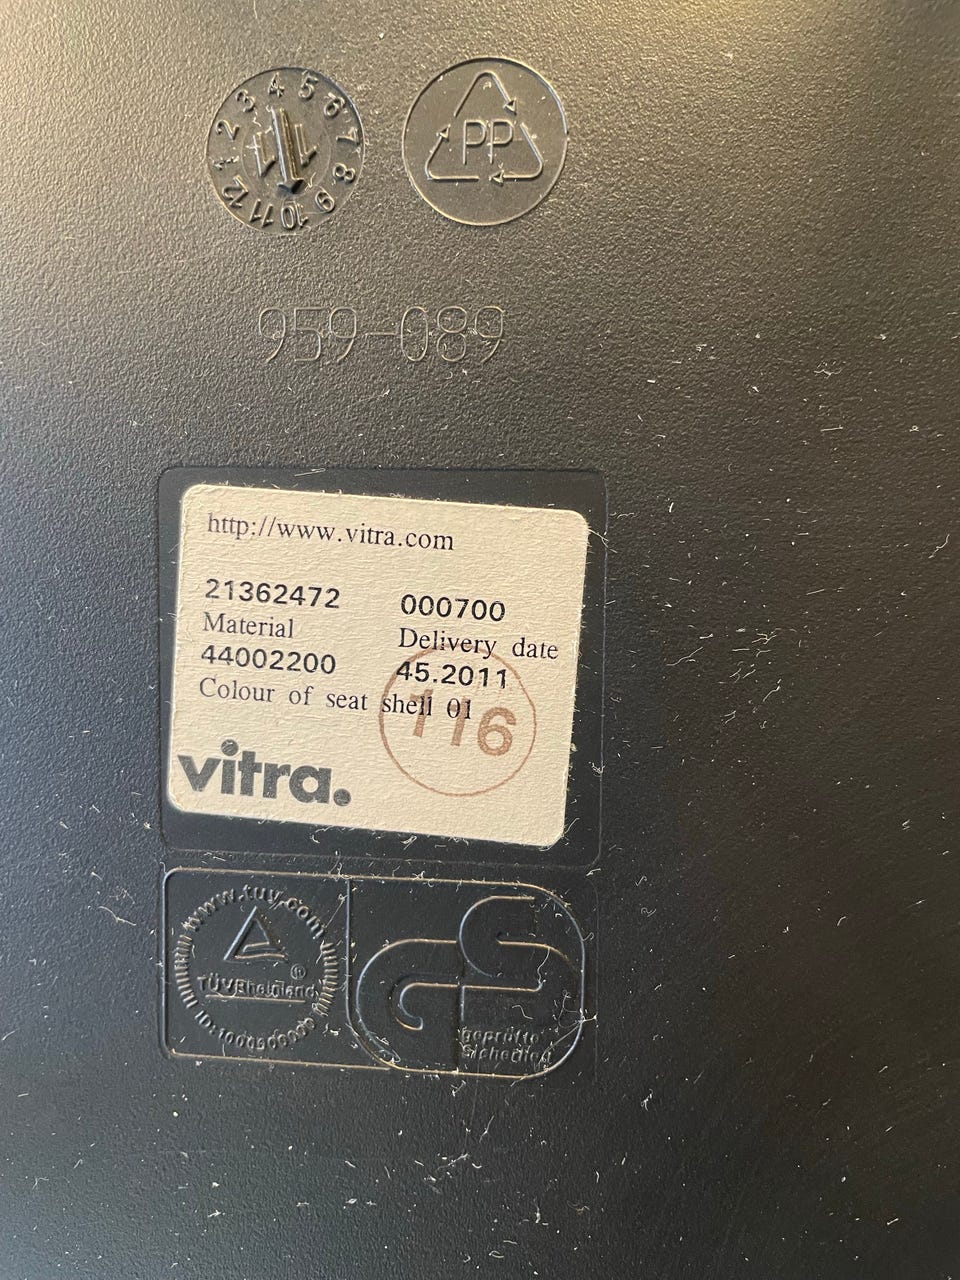 1 2 3 4 5 6 7 8 9 10 11 12
PP
959-089
http://www.vitra.com
21362472 000700
Material Delivery date
44002200 45.2011
Colour of seat shell 01
116
vitra.
www.tuv.com
TÜVRheinland
®
ID:
GS
geprüfte
Sicherheit